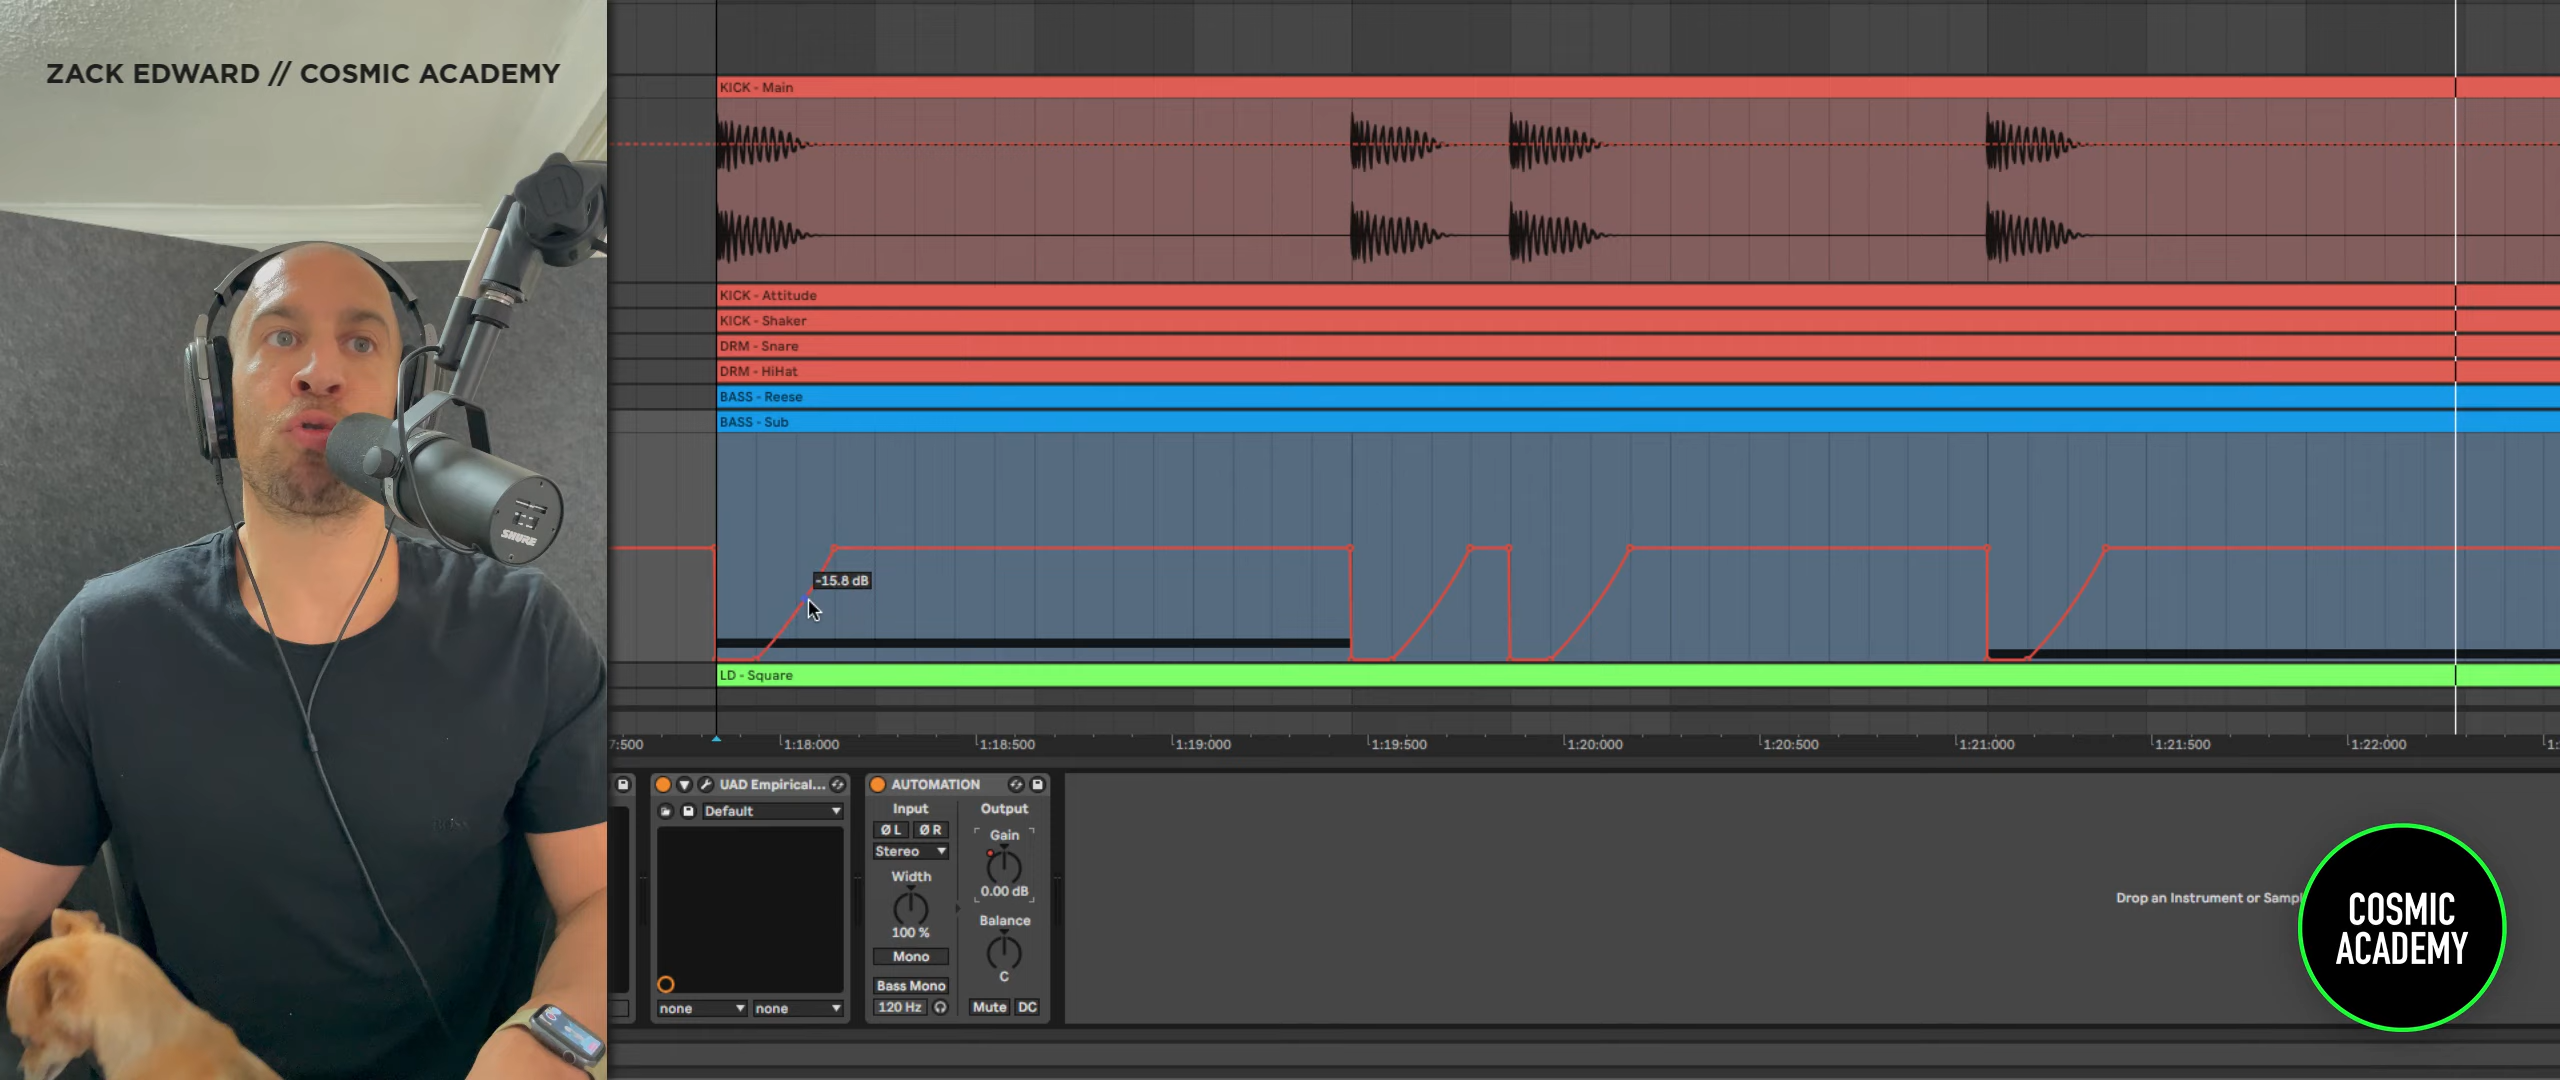 ZACK EDWARD // COSMIC ACADEMY
KICK - Main
KICK - Attitude
KICK - Shaker
DRM - Snare
DRM - HiHat
BASS - Reese
BASS - Sub
-15.8 dB
LD - Square
7:500
1:18:000
1:18:500
1:19:000
1:19:500
1:20:000
1:20:500
1:21:000
1:21:500
1:22:000
1:
UAD Empirical...
Default
none
none
AUTOMATION
Input
Ø L
Ø R
Stereo
Width
100 %
Mono
Bass Mono
120 Hz
Output
Gain
0.00 dB
Balance
C
Mute
DC
Drop an Instrument or Sampl
COSMIC
ACADEMY
SHURE
BOSS